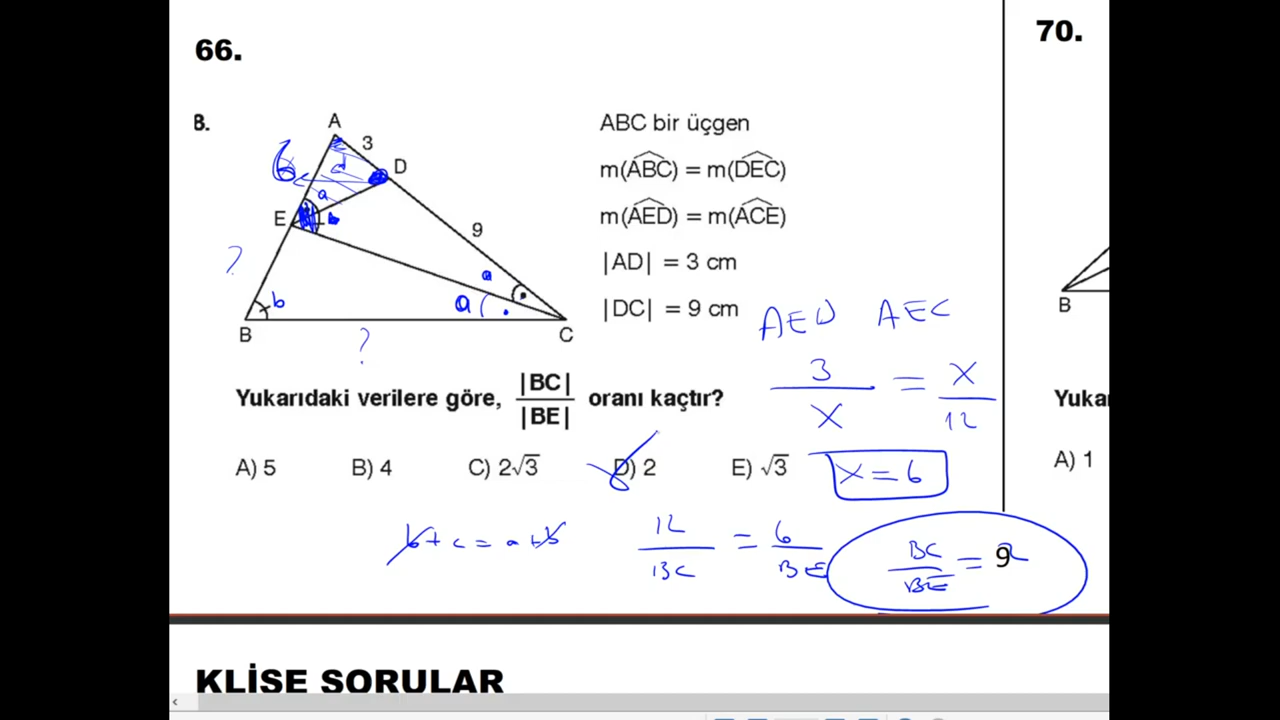 66.
70.
8.
A
3
D
6
d
a
b
E
9
?
a
b
a
B
C
?
ABC bir üçgen
m(ABC) = m(DEC)
m(AED) = m(ACE)
|AD| = 3 cm
|DC| = 9 cm
B
AED AEC
3/x = x/12
x = 6
Yukarıdaki verilere göre, |BC|/|BE| oranı kaçtır?
Yuka
A) 5 B) 4 C) 2√3 D) 2 E) √3
A) 1
b + c = a + b
12/BC = 6/BE
BC/BE = 9
KLİSE SORULAR